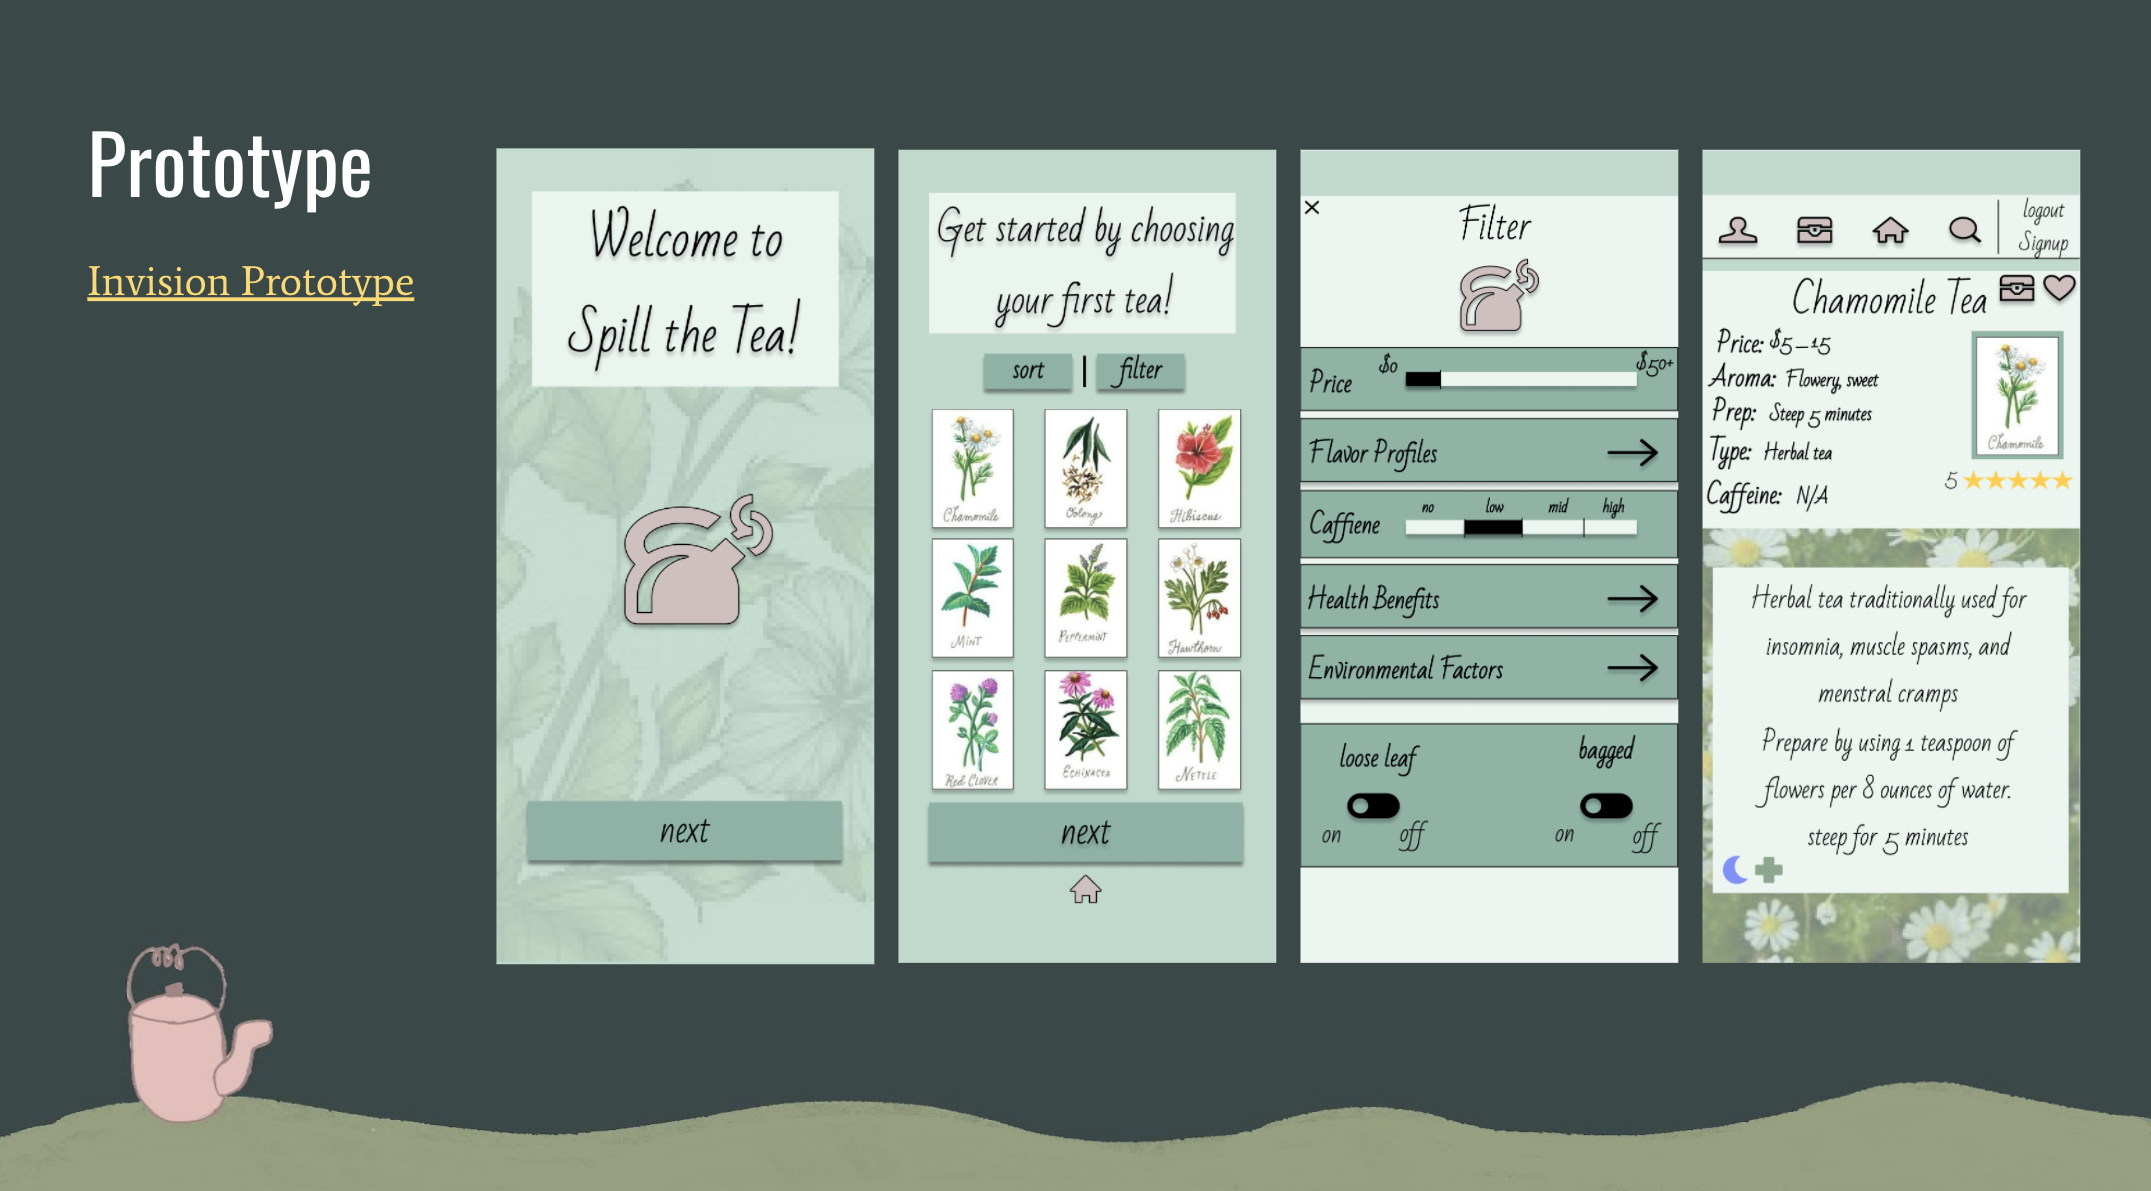 Prototype
Invision Prototype
Welcome to
Spill the Tea!
next
Get started by choosing
your first tea!
sort | filter
Chamomile
Oolong
Hibiscus
Mint
Peppermint
Hawthorn
Red Clover
Echinacea
Nettle
next
Filter
Price $0 $50+
Flavor Profiles
Caffiene no low mid high
Health Benefits
Environmental Factors
loose leaf
on off
bagged
on off
logout
Signup
Chamomile Tea
Price: $5-15
Aroma: Flowery, sweet
Prep: Steep 5 minutes
Type: Herbal tea
Caffeine: N/A
Chamomile
5
Herbal tea traditionally used for
insomnia, muscle spasms, and
menstral cramps
Prepare by using 1 teaspoon of
flowers per 8 ounces of water.
steep for 5 minutes